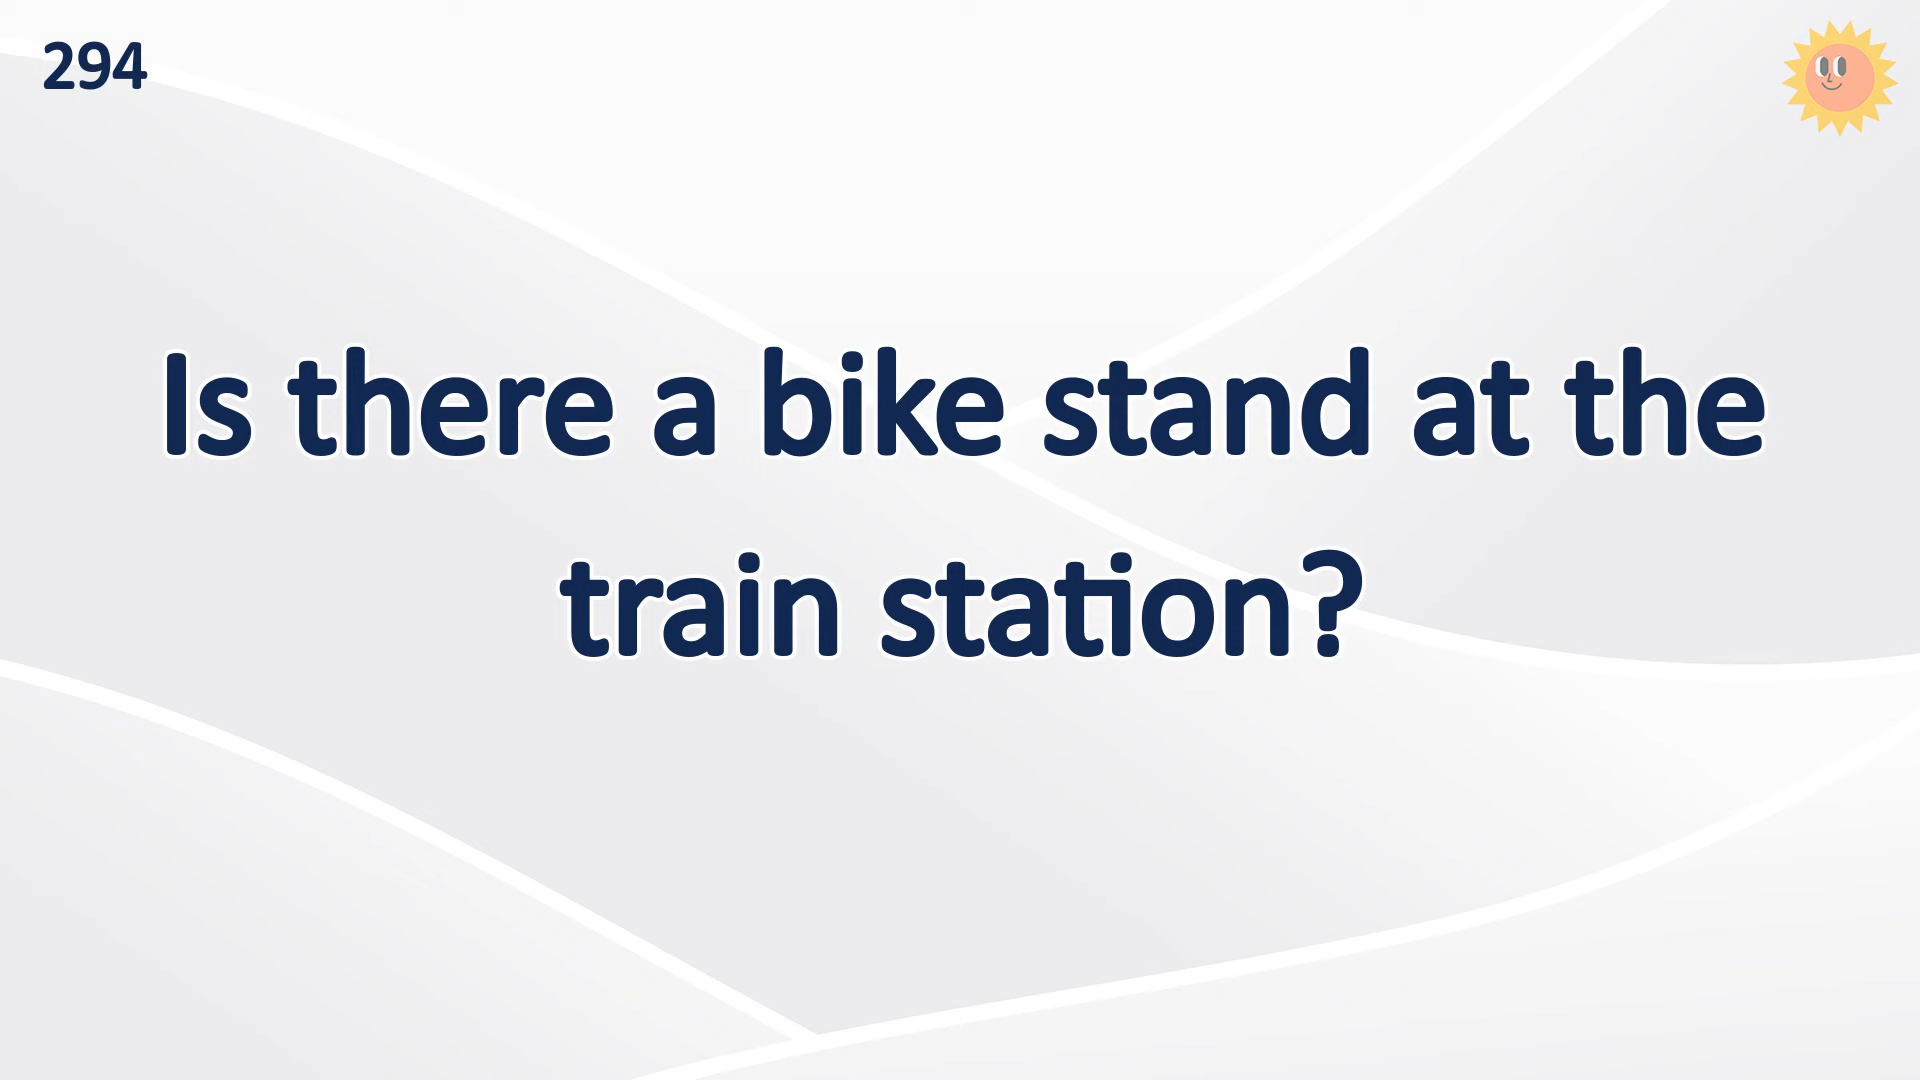 294
Is there a bike stand at the
train station?